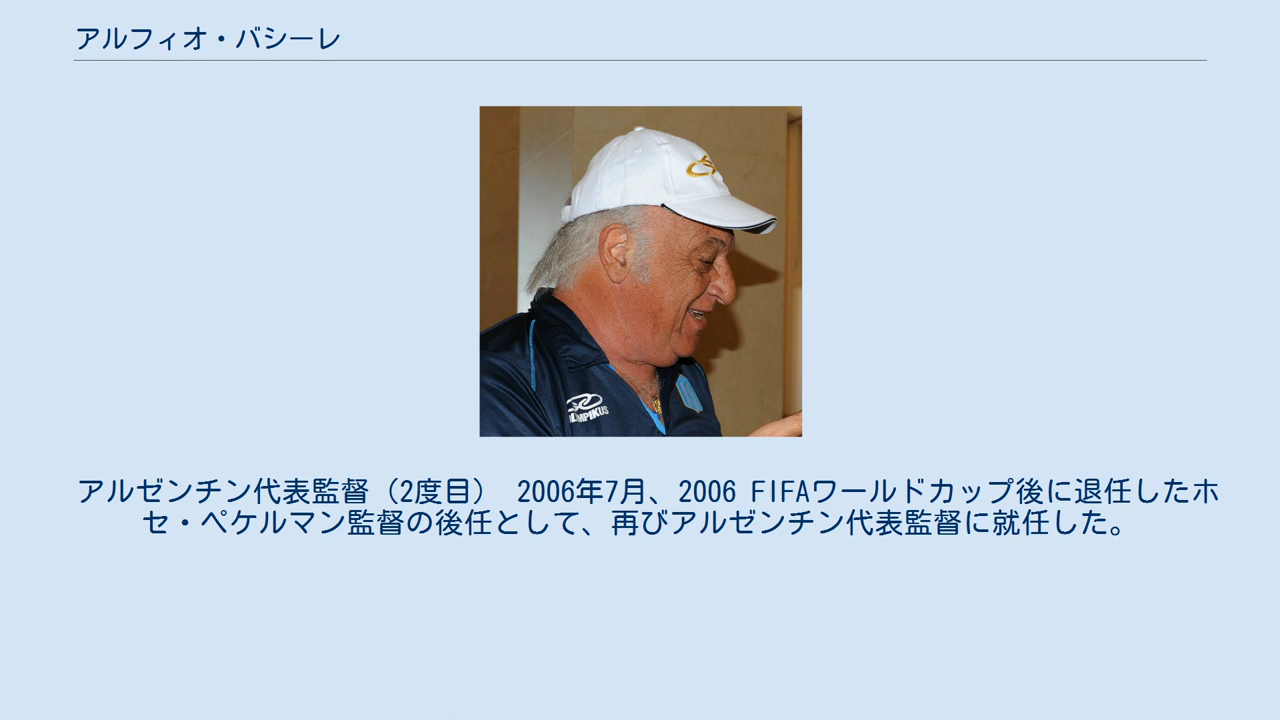 アルフィオ・バシーレ
OLYMPIKUS
アルゼンチン代表監督（2度目） 2006年7月、2006 FIFAワールドカップ後に退任したホ
セ・ペケルマン監督の後任として、再びアルゼンチン代表監督に就任した。